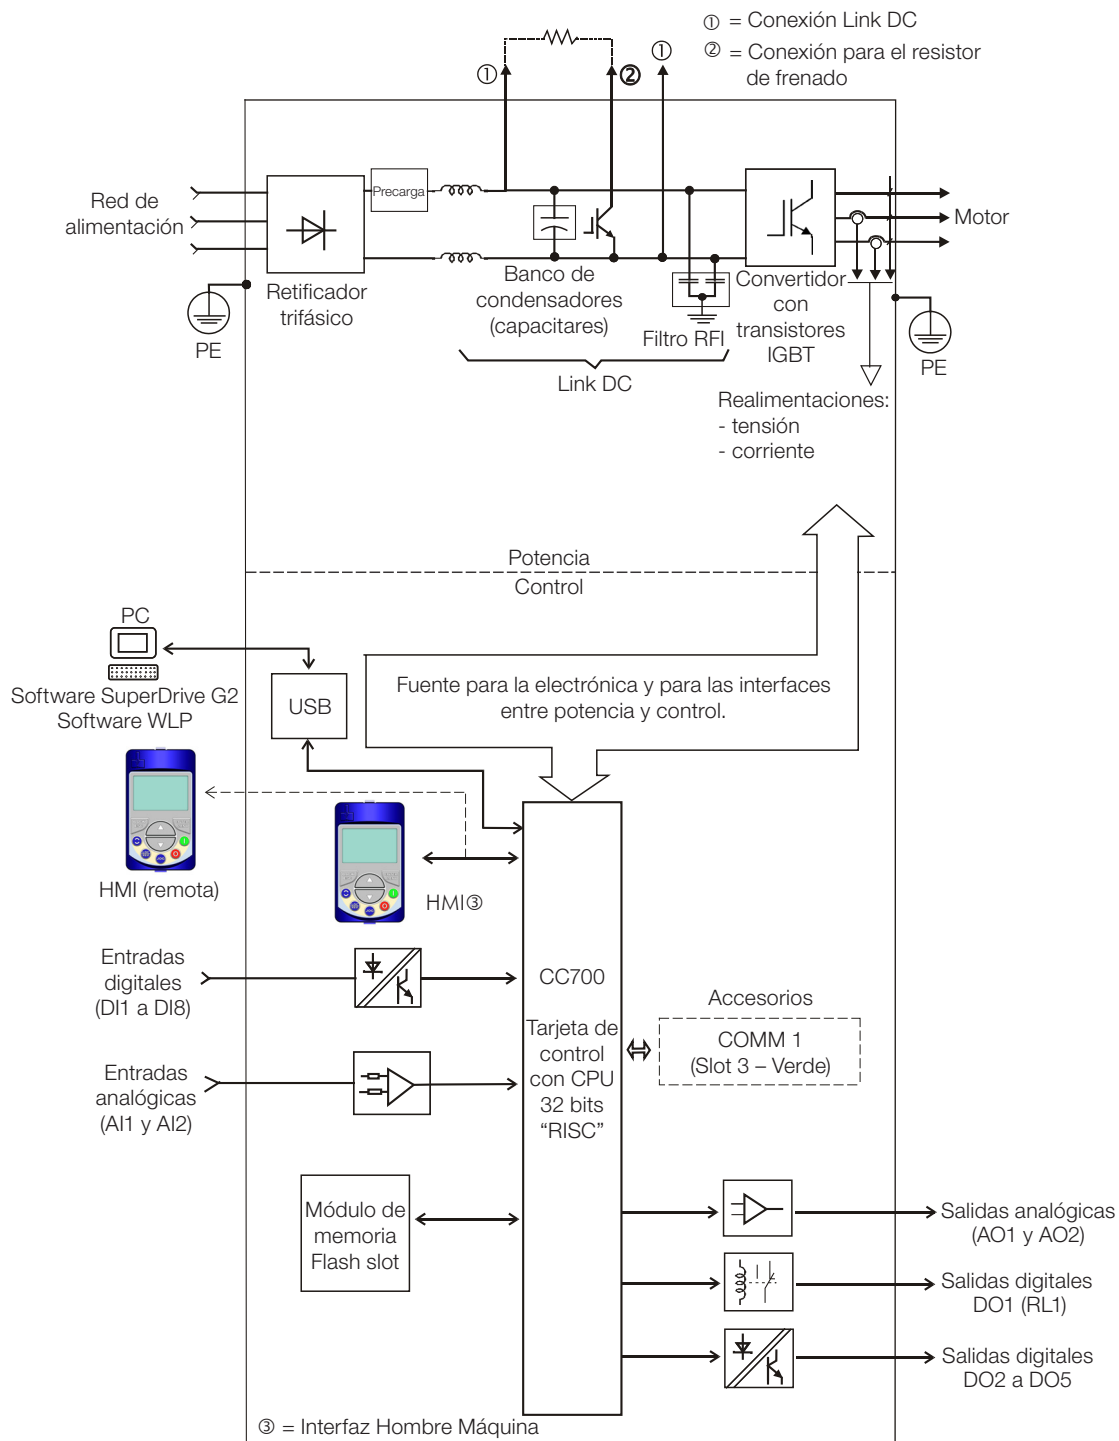 ① = Conexión Link DC
② = Conexión para el resistor
de frenado
①
②
①
Red de
alimentación
Precarga
Motor
Retificador
trifásico
Banco de
condensadores
(capacitares)
Filtro RFI
Convertidor
con
transistores
IGBT
PE
PE
Link DC
Realimentaciones:
- tensión
- corriente
Potencia
Control
PC
Software SuperDrive G2
Software WLP
USB
Fuente para la electrónica y para las interfaces
entre potencia y control.
HMI (remota)
HMI③
Entradas
digitales
(DI1 a DI8)
CC700
Tarjeta de
control
con CPU
32 bits
“RISC”
Accesorios
COMM 1
(Slot 3 – Verde)
Entradas
analógicas
(AI1 y AI2)
Módulo de
memoria
Flash slot
Salidas analógicas
(AO1 y AO2)
Salidas digitales
DO1 (RL1)
Salidas digitales
DO2 a DO5
③ = Interfaz Hombre Máquina